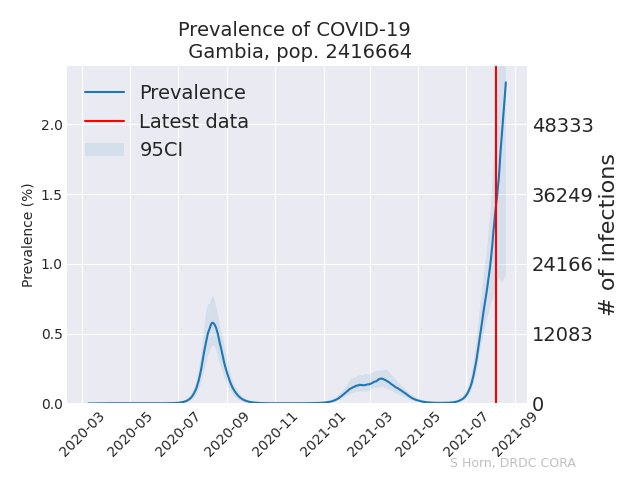 Prevalence of COVID-19
Gambia, pop. 2416664
Prevalence
Latest data
95CI
Prevalence (%)
2.0
1.5
1.0
0.5
0.0
48333
36249
24166
12083
0
# of infections
2020-03
2020-05
2020-07
2020-09
2020-11
2021-01
2021-03
2021-05
2021-07
2021-09
S Horn, DRDC CORA